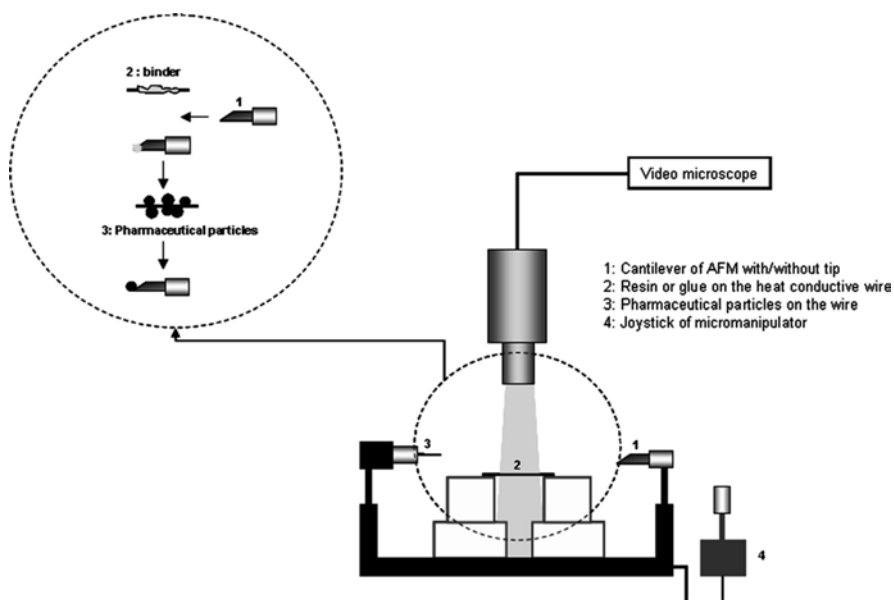 2 : binder
1
3: Pharmaceutical particles
Video microscope
1: Cantilever of AFM with/without tip
2: Resin or glue on the heat conductive wire
3: Pharmaceutical particles on the wire
4: Joystick of micromanipulator
3
2
1
4